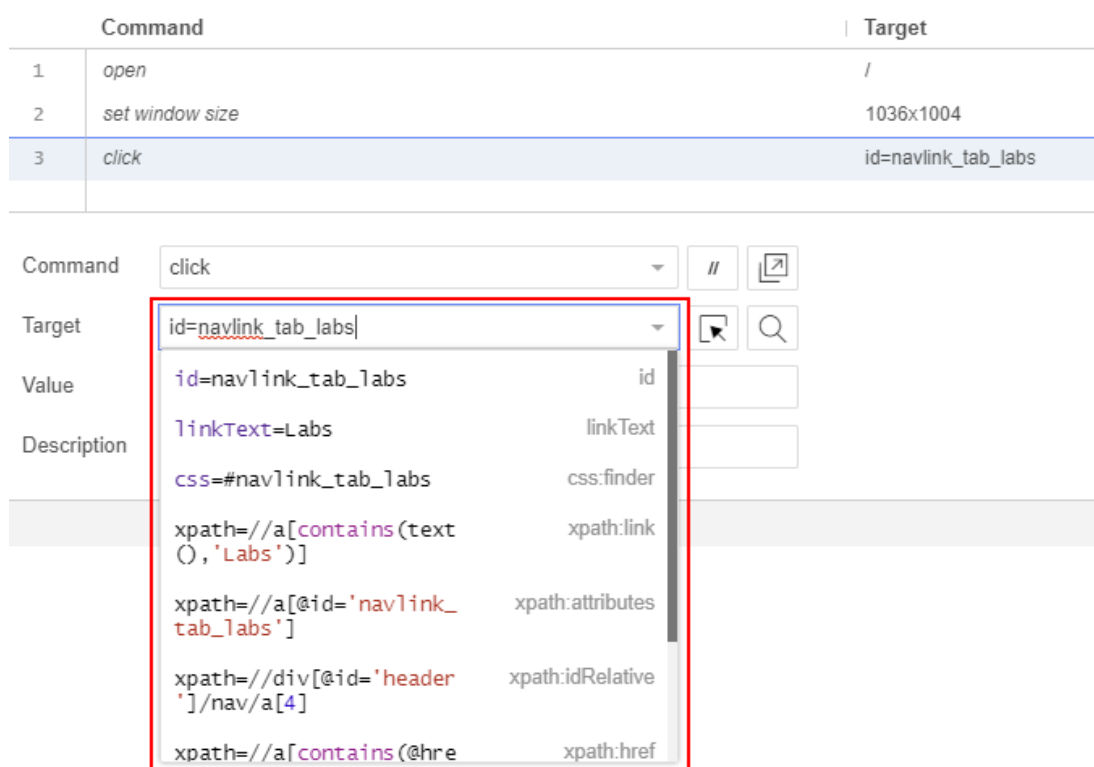 Command Target
1 open /
2 set window size 1036x1004
3 click id=navlink_tab_labs
Command click //
Target id=navlink_tab_labs
Value
Description
id=navlink_tab_labs id
linkText=Labs linkText
css=#navlink_tab_labs css:finder
xpath=//a[contains(text xpath:link
(),'Labs')]
xpath=//a[@id='navlink_ xpath:attributes
tab_labs']
xpath=//div[@id='header xpath:idRelative
']/nav/a[4]
xpath=//a[contains(@hre xpath:href